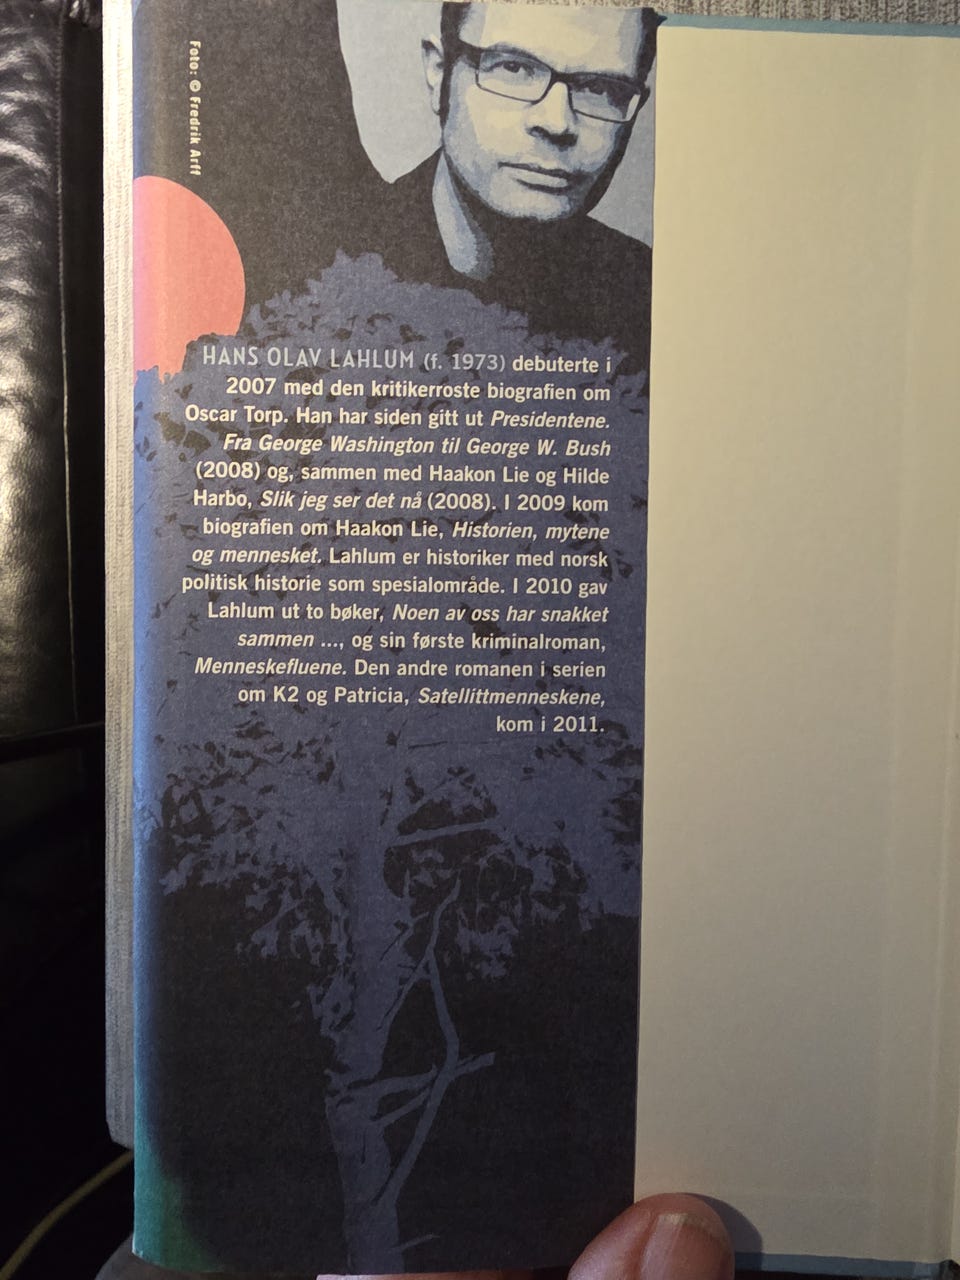 Foto: © Fredrik Arff
HANS OLAV LAHLUM (f. 1973) debuterte i
2007 med den kritikerroste biografien om
Oscar Torp. Han har siden gitt ut Presidentene.
Fra George Washington til George W. Bush
(2008) og, sammen med Haakon Lie og Hilde
Harbo, Slik jeg ser det nå (2008). I 2009 kom
biografien om Haakon Lie, Historien, mytene
og mennesket. Lahlum er historiker med norsk
politisk historie som spesialområde. I 2010 gav
Lahlum ut to bøker, Noen av oss har snakket
sammen ..., og sin første kriminalroman,
Menneskefluene. Den andre romanen i serien
om K2 og Patricia, Satellittmenneskene,
kom i 2011.